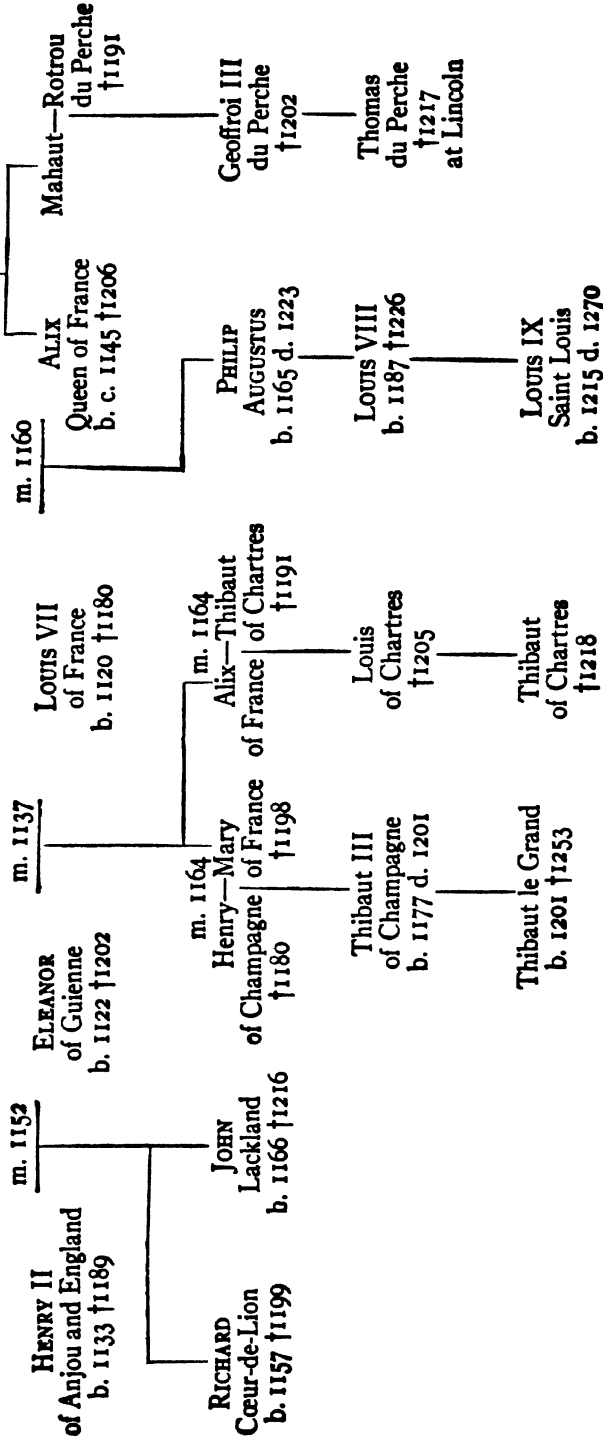 m. 1152
m. 1137
m. 1160
HENRY II
of Anjou and England
b. 1133 †1189
ELEANOR
of Guienne
b. 1122 †1202
LOUIS VII
of France
b. 1120 †1180
ALIX
Queen of France
b. c. 1145 †1206
Mahaut—Rotrou
du Perche
†1191
RICHARD
Cœur-de-Lion
b. 1157 †1199
JOHN
Lackland
b. 1166 †1216
m. 1164
Henry—Mary
of Champagne of France
†1180 †1198
m. 1164
Alix—Thibaut
of France of Chartres
†1191
PHILIP
AUGUSTUS
b. 1165 d. 1223
Geoffroi III
du Perche
†1202
Thibaut III
of Champagne
b. 1177 d. 1201
Louis
of Chartres
†1205
LOUIS VIII
b. 1187 †1226
Thomas
du Perche
†1217
at Lincoln
Thibaut le Grand
b. 1201 †1253
Thibaut
of Chartres
†1218
LOUIS IX
Saint Louis
b. 1215 d. 1270